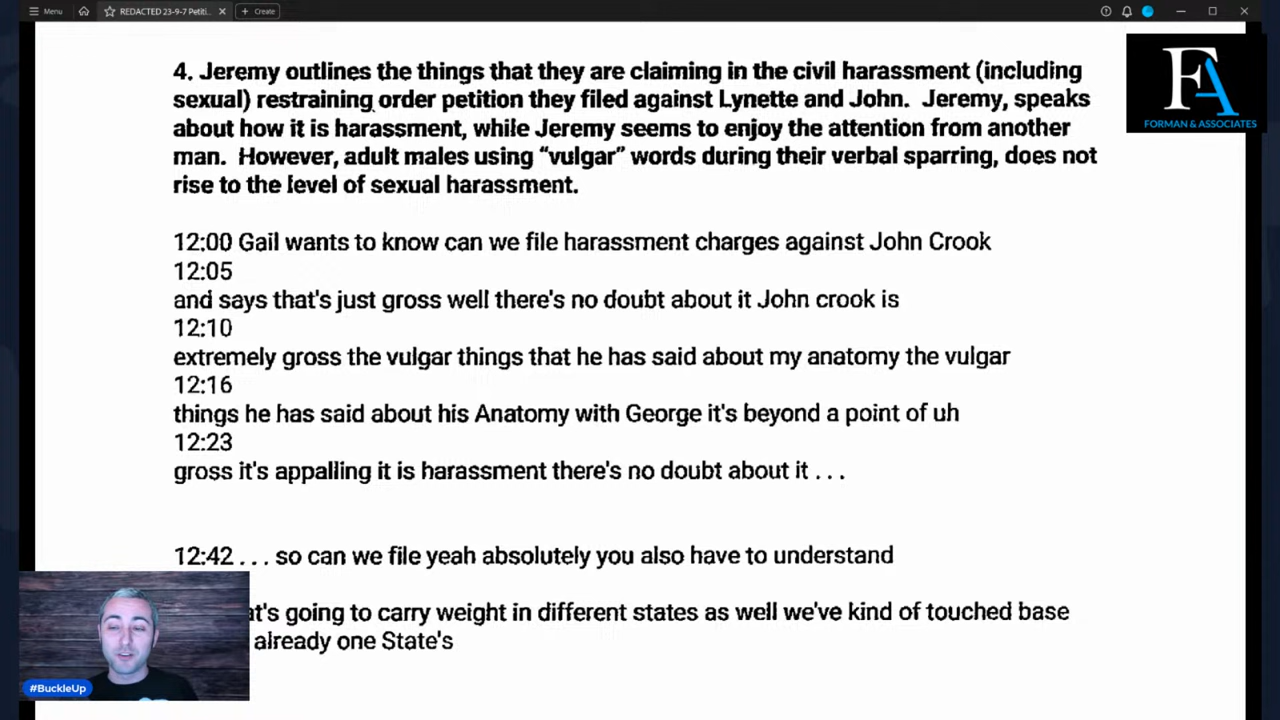 Menu
REDACTED 23-9-7 Petiti...
Create
4. Jeremy outlines the things that they are claiming in the civil harassment (including
sexual) restraining order petition they filed against Lynette and John.  Jeremy, speaks
about how it is harassment, while Jeremy seems to enjoy the attention from another
man.  However, adult males using “vulgar” words during their verbal sparring, does not
rise to the level of sexual harassment.
12:00 Gail wants to know can we file harassment charges against John Crook
12:05
and says that's just gross well there's no doubt about it John crook is
12:10
extremely gross the vulgar things that he has said about my anatomy the vulgar
12:16
things he has said about his Anatomy with George it's beyond a point of uh
12:23
gross it's appalling it is harassment there's no doubt about it . . .
12:42 . . . so can we file yeah absolutely you also have to understand
at's going to carry weight in different states as well we've kind of touched base
already one State's
FA
FORMAN & ASSOCIATES
#BuckleUp